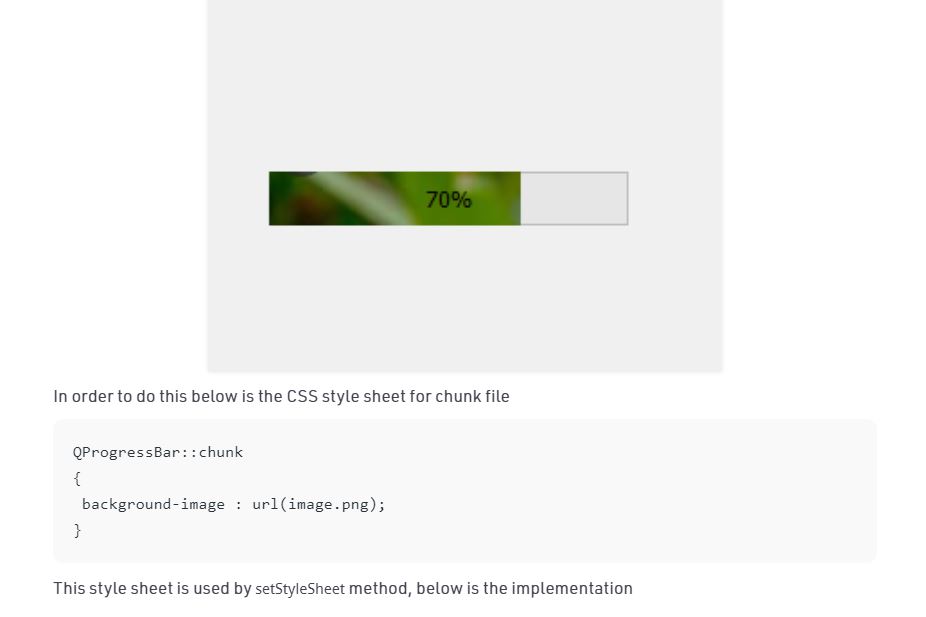 70%
In order to do this below is the CSS style sheet for chunk file
QProgressBar::chunk
{
 background-image : url(image.png);
}
This style sheet is used by setStyleSheet method, below is the implementation